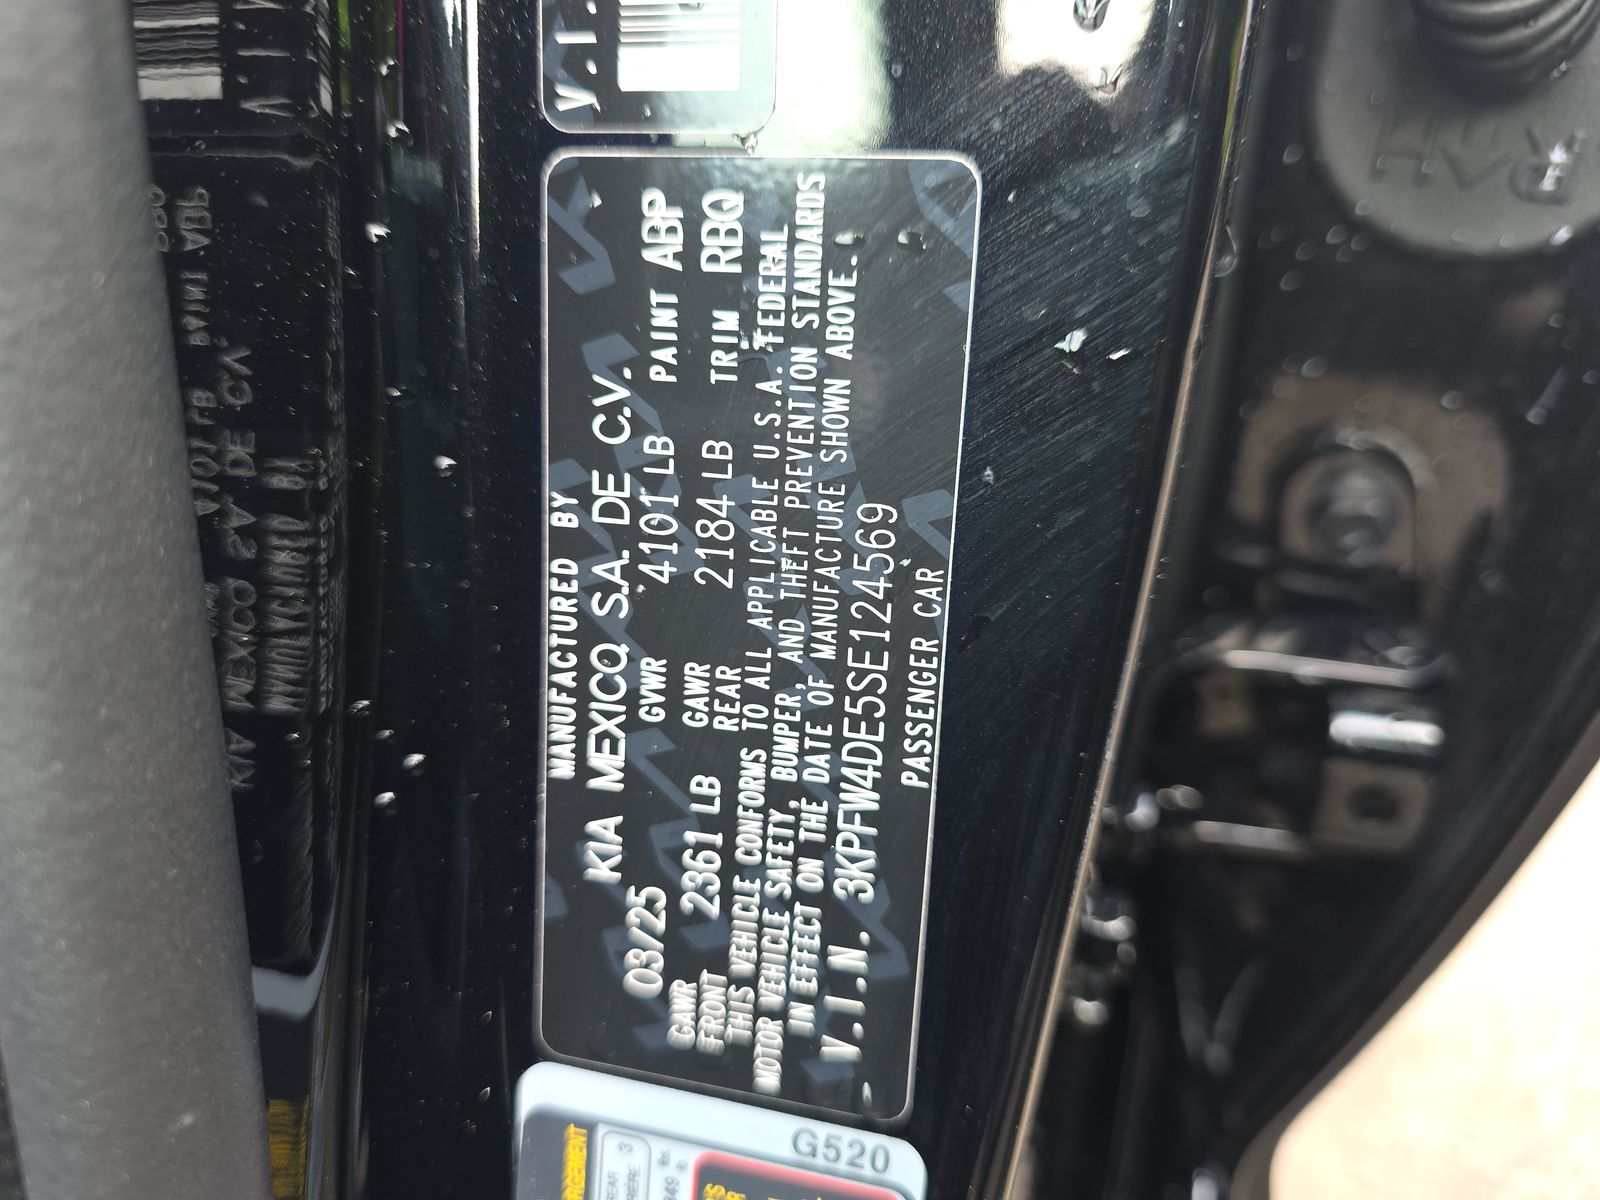 V.I.
MANUFACTURED BY
KIA MEXICO S.A. DE C.V.
03/25 GVWR 4101 LB PAINT ABP
GAWR FRONT 2361 LB GAWR REAR 2184 LB TRIM RBQ
THIS VEHICLE CONFORMS TO ALL APPLICABLE U.S.A. FEDERAL
MOTOR VEHICLE SAFETY, BUMPER, AND THEFT PREVENTION STANDARDS
IN EFFECT ON THE DATE OF MANUFACTURE SHOWN ABOVE.
V.I.N. 3KPFW4DE5SE124569
PASSENGER CAR
G520
REAR
3